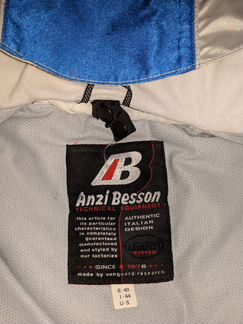 Anzi Besson
TECHNICAL EQUIPMENT
this article for
its particular
characteristics
is completely
guaranteed
manufactured
and styled by
our factories
AUTHENTIC
ITALIAN
DESIGN
SYSTEM
SINCE 1976
made by vanguard research
E-40
I-44
U-S